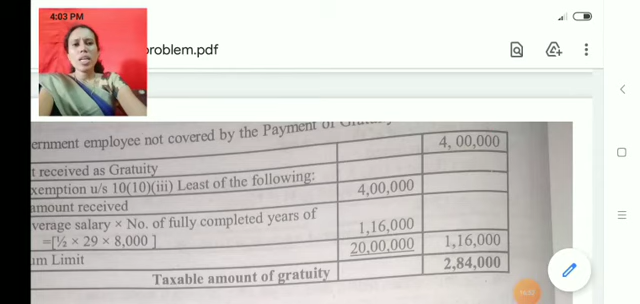 4:03 PM
problem.pdf
ernment employee not covered by the Payment of Gratuity
t received as Gratuity 4,00,000
xemption u/s 10(10)(iii) Least of the following:
amount received 4,00,000
verage salary × No. of fully completed years of
=[½ × 29 × 8,000 ] 1,16,000
um Limit 20,00,000 1,16,000
Taxable amount of gratuity 2,84,000